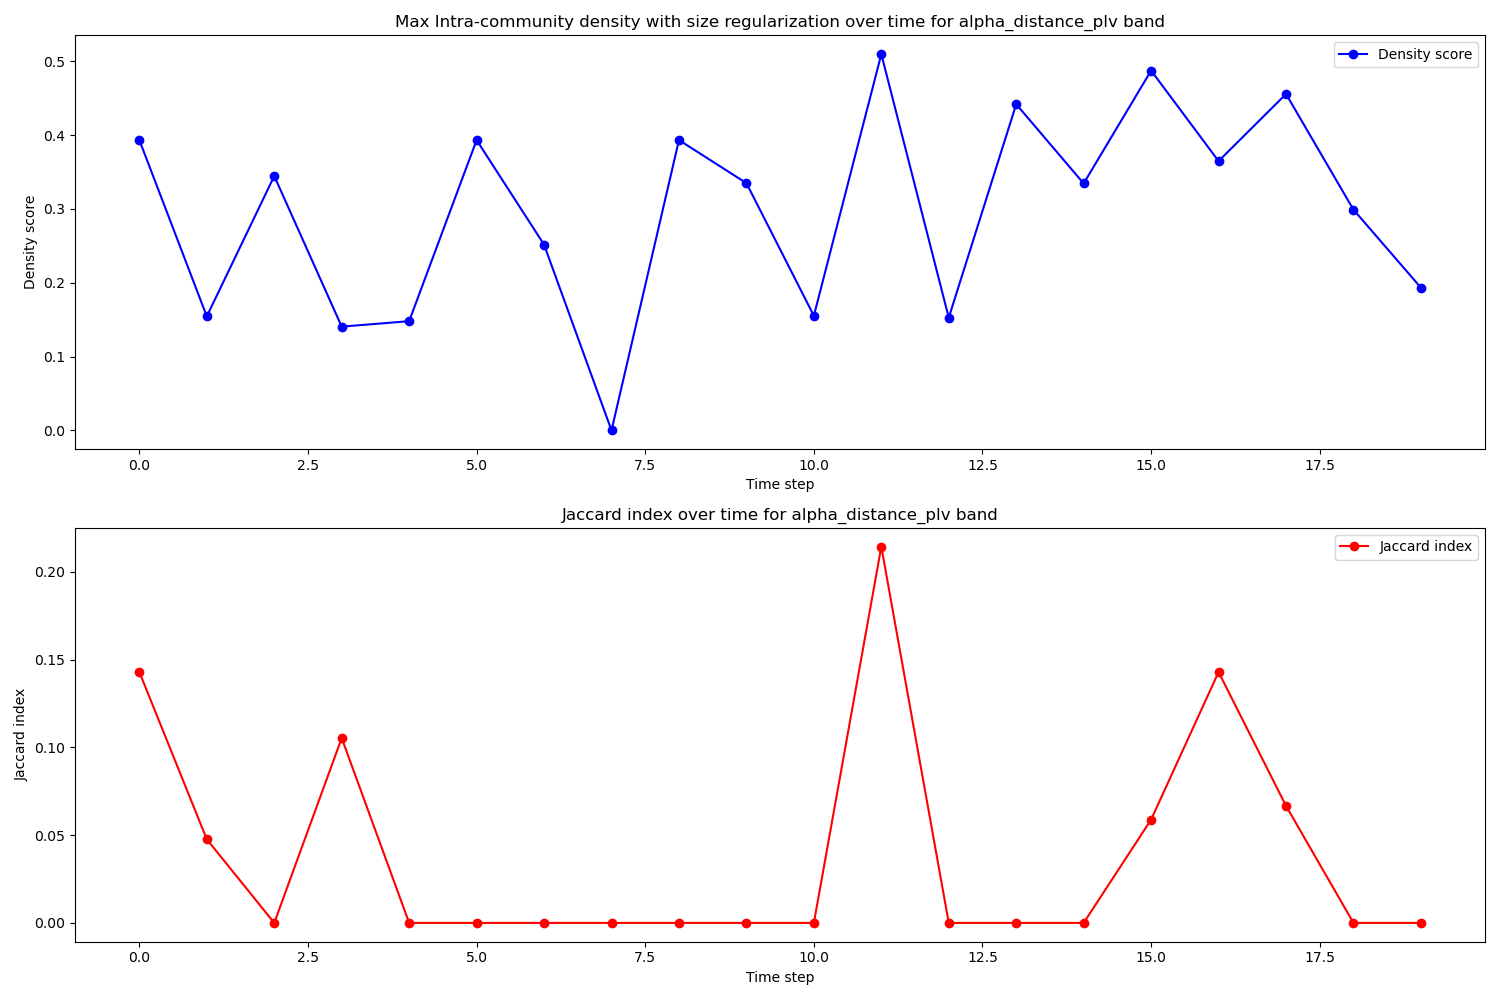 Max Intra-community density with size regularization over time for alpha_distance_plv band
Density score
0.5
0.4
0.3
0.2
0.1
0.0
Density score
0.0 2.5 5.0 7.5 10.0 12.5 15.0 17.5
Time step
Jaccard index over time for alpha_distance_plv band
Jaccard index
0.20
0.15
0.10
0.05
0.00
Jaccard index
0.0 2.5 5.0 7.5 10.0 12.5 15.0 17.5
Time step